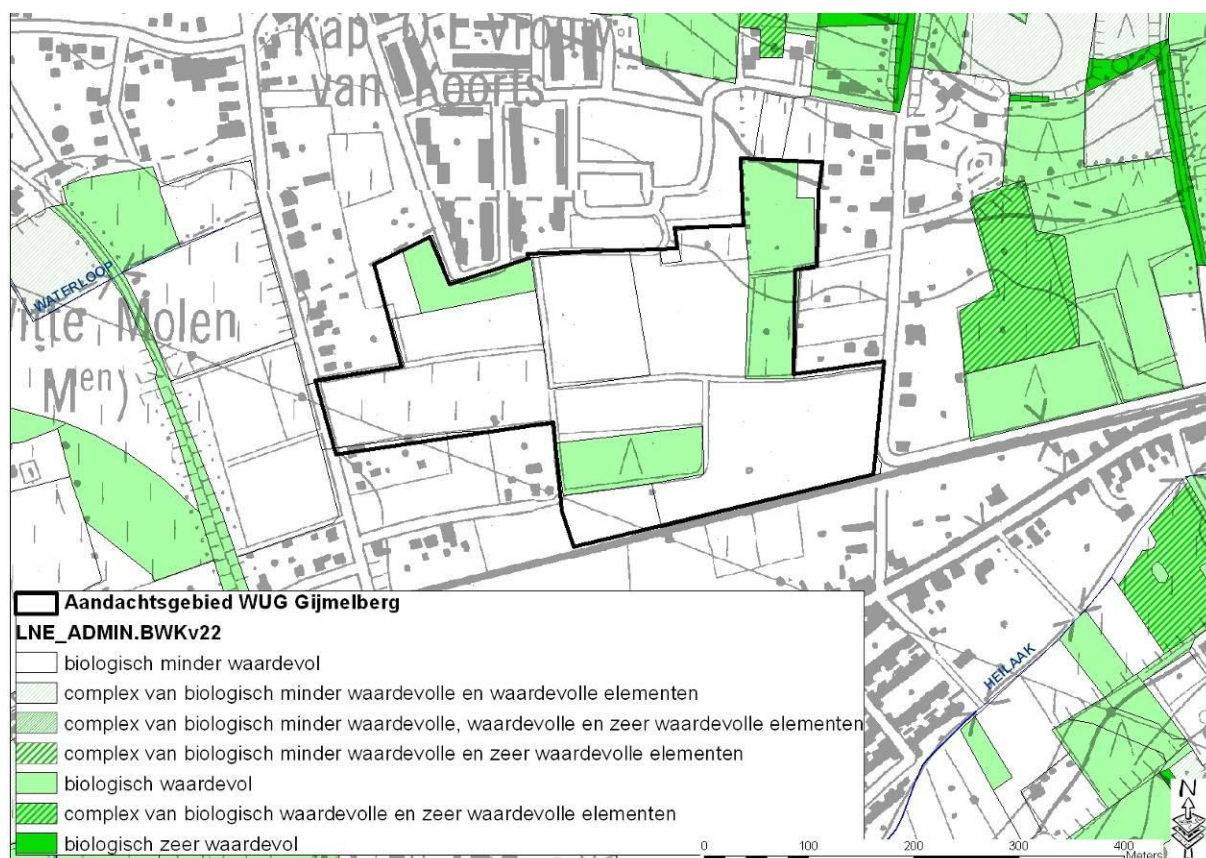 Kap. O.L. Vrouw
van Koorts
WATERLOOP
Witte Molen
(Mᵉⁿ)
HEILAAK
Aandachtsgebied WUG Gijmelberg
LNE_ADMIN.BWKv22
biologisch minder waardevol
complex van biologisch minder waardevolle en waardevolle elementen
complex van biologisch minder waardevolle, waardevolle en zeer waardevolle elementen
complex van biologisch minder waardevolle en zeer waardevolle elementen
biologisch waardevol
complex van biologisch waardevolle en zeer waardevolle elementen
biologisch zeer waardevol
N
0 100 200 300 400
Meters